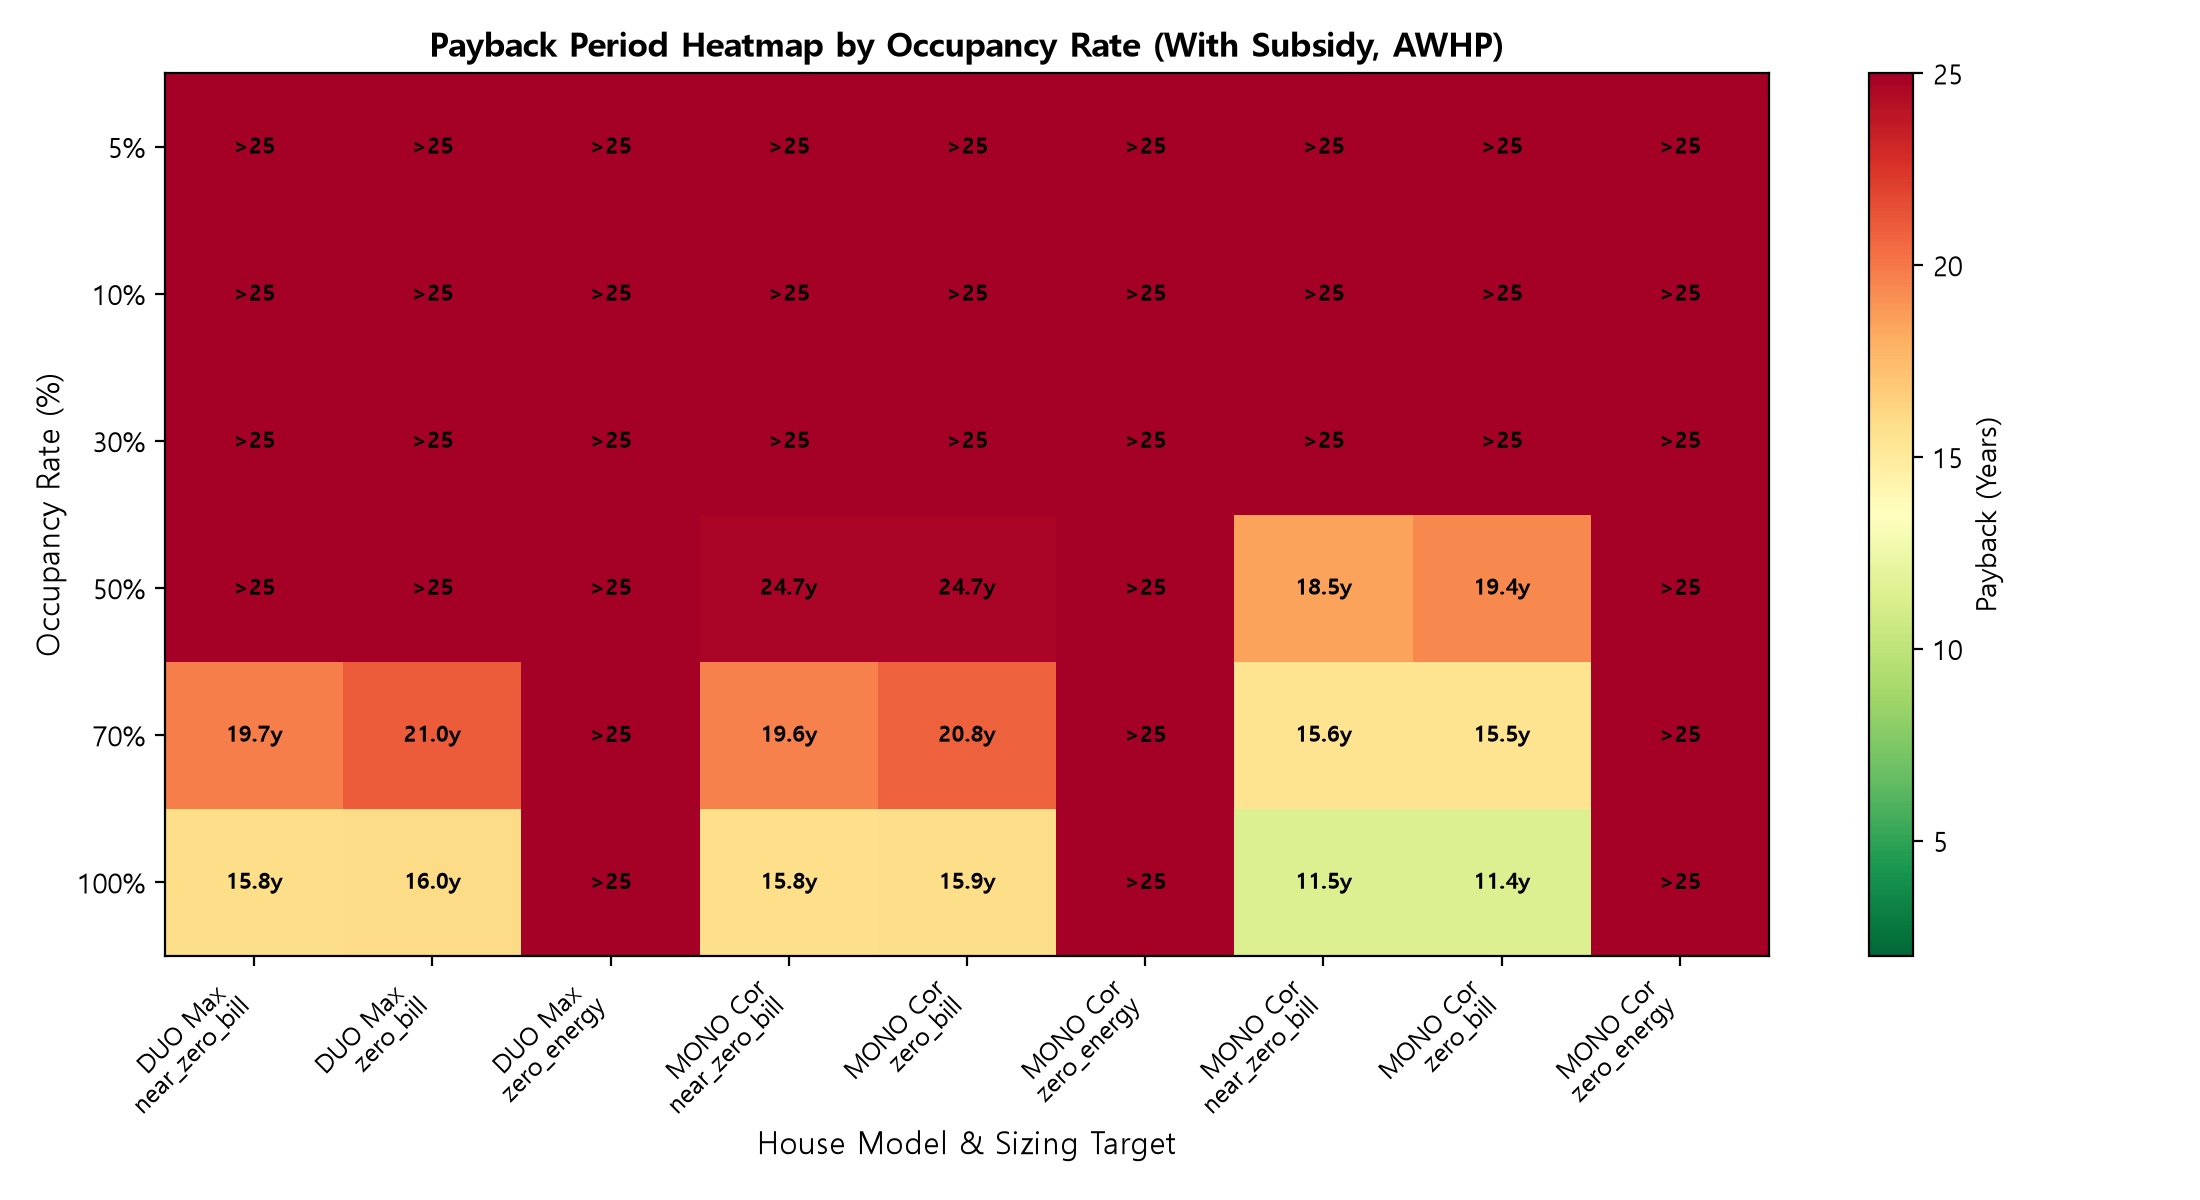 Payback Period Heatmap by Occupancy Rate (With Subsidy, AWHP)
Occupancy Rate (%)
5% >25 >25 >25 >25 >25 >25 >25 >25 >25
10% >25 >25 >25 >25 >25 >25 >25 >25 >25
30% >25 >25 >25 >25 >25 >25 >25 >25 >25
50% >25 >25 >25 24.7y 24.7y >25 18.5y 19.4y >25
70% 19.7y 21.0y >25 19.6y 20.8y >25 15.6y 15.5y >25
100% 15.8y 16.0y >25 15.8y 15.9y >25 11.5y 11.4y >25
DUO Max
near_zero_bill
DUO Max
zero_bill
DUO Max
zero_energy
MONO Cor
near_zero_bill
MONO Cor
zero_bill
MONO Cor
zero_energy
MONO Cor
near_zero_bill
MONO Cor
zero_bill
MONO Cor
zero_energy
House Model & Sizing Target
25
20
15
10
5
Payback (Years)